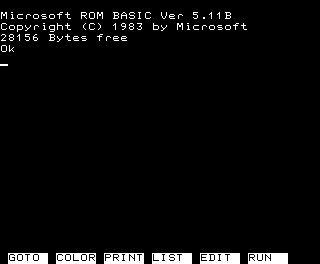 Microsoft ROM BASIC Ver 5.11B
Copyright (C) 1983 by Microsoft
28156 Bytes free
Ok
GOTO COLOR PRINT LIST EDIT RUN